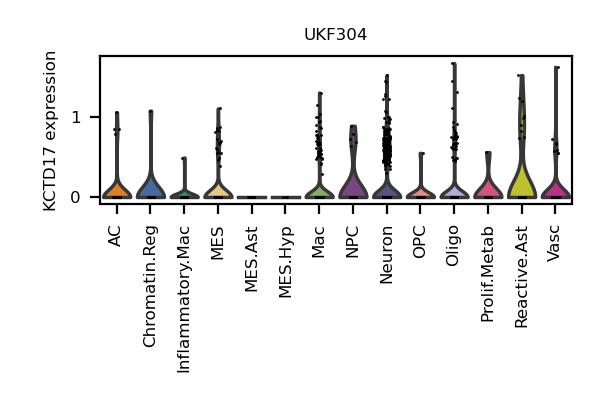 UKF304
KCTD17 expression
1
0
AC
Chromatin.Reg
Inflammatory.Mac
MES
MES.Ast
MES.Hyp
Mac
NPC
Neuron
OPC
Oligo
Prolif.Metab
Reactive.Ast
Vasc